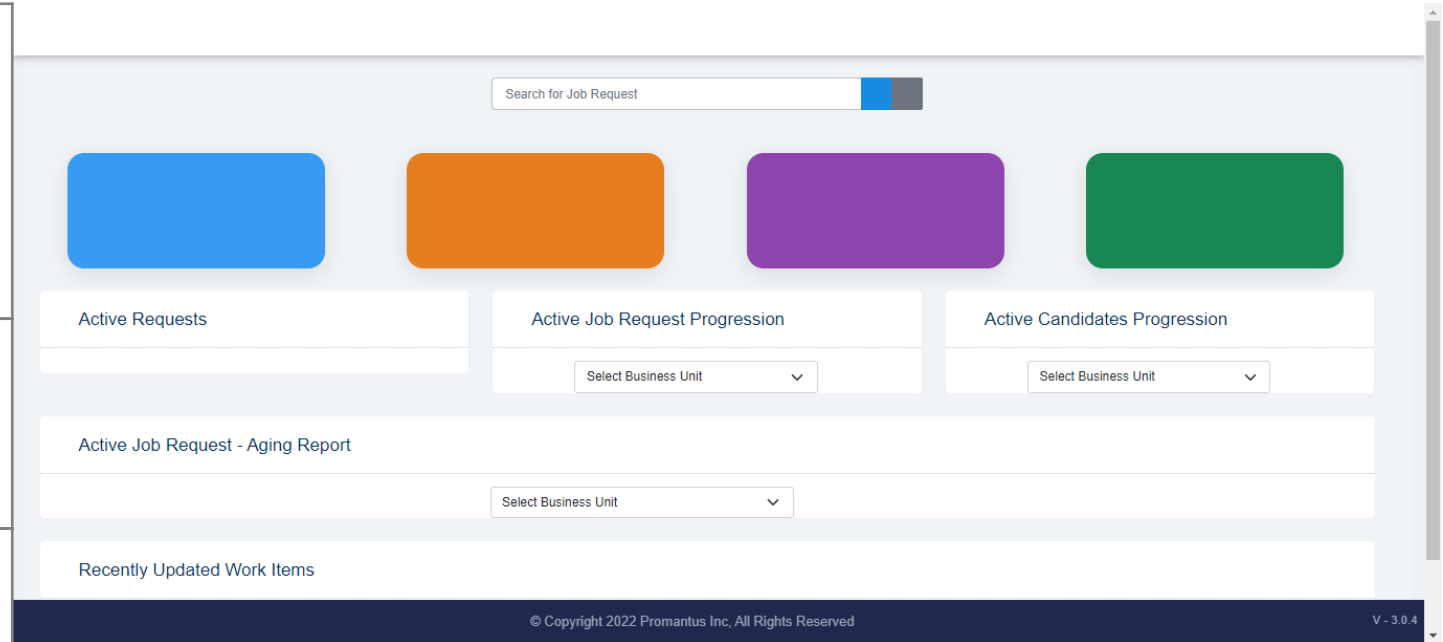 Search for Job Request
Active Requests
Active Job Request Progression
Active Candidates Progression
Select Business Unit
Select Business Unit
Active Job Request - Aging Report
Select Business Unit
Recently Updated Work Items
© Copyright 2022 Promantus Inc, All Rights Reserved
V - 3.0.4